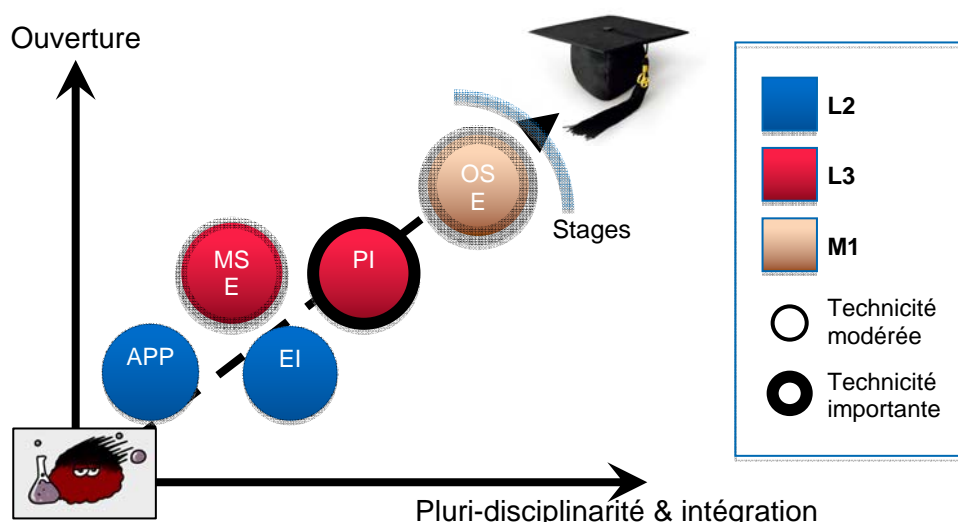 Ouverture
OS
E
Stages
MS
E
PI
APP
EI
Pluri-disciplinarité & intégration
L2
L3
M1
Technicité
modérée
Technicité
importante